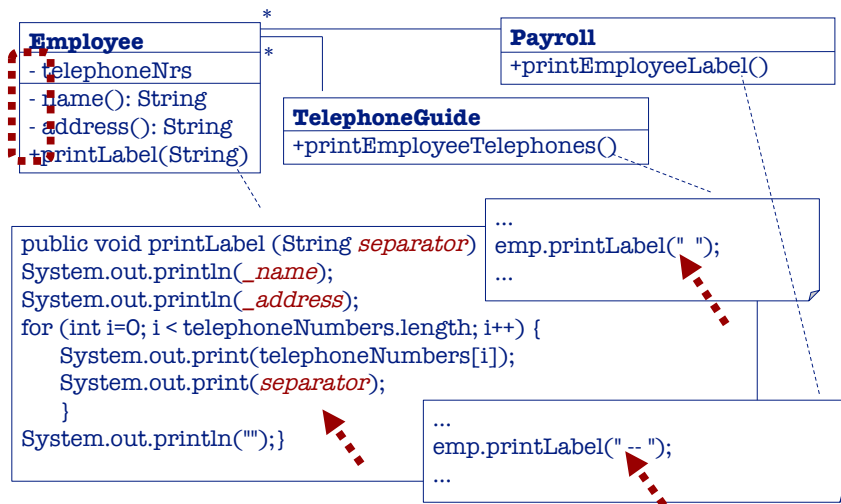 *
Employee
*
- telephoneNrs
- name(): String
- address(): String
+printLabel(String)
Payroll
+printEmployeeLabel()
TelephoneGuide
+printEmployeeTelephones()
...
emp.printLabel("  ");
...
public void printLabel (String separator)
System.out.println(_name);
System.out.println(_address);
for (int i=0; i < telephoneNumbers.length; i++) {
System.out.print(telephoneNumbers[i]);
System.out.print(separator);
}
System.out.println("");}
...
emp.printLabel(" -- ");
...